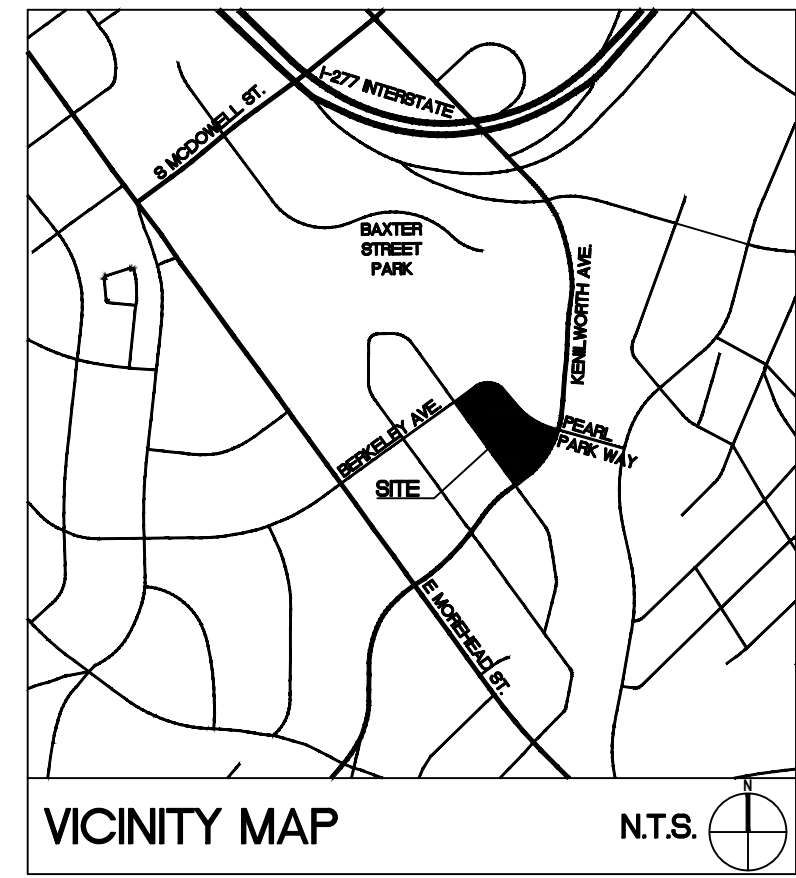 I-277 INTERSTATE
S MCDOWELL ST.
BAXTER
STREET
PARK
KENILWORTH AVE.
BERKELEY AVE.
PEARL
PARK WAY
SITE
E MOREHEAD ST.
VICINITY MAP
N.T.S.
N